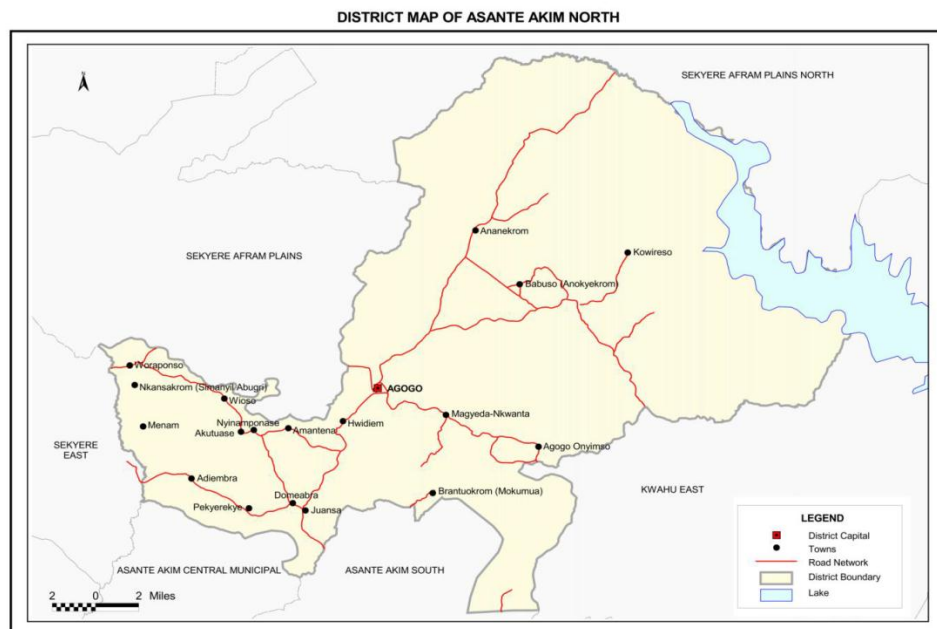 DISTRICT MAP OF ASANTE AKIM NORTH
N
SEKYERE AFRAM PLAINS NORTH
Ananekrom
Kowireso
SEKYERE AFRAM PLAINS
Babuso (Anokyekrom)
Woraponso
Nkansakrom (Simanyi/Abugri)
AGOGO
Wioso
Magyeda-Nkwanta
Nyinamponase
Hwidiem
Menam
Amantena
Akutuase
SEKYERE
EAST
Agogo Onyimso
Adiembra
Domeabra
Brantuokrom (Mokumua)
KWAHU EAST
Pekyerekye
Juansa
LEGEND
District Capital
Towns
Road Network
District Boundary
Lake
ASANTE AKIM CENTRAL MUNICIPAL
ASANTE AKIM SOUTH
2 0 2 Miles